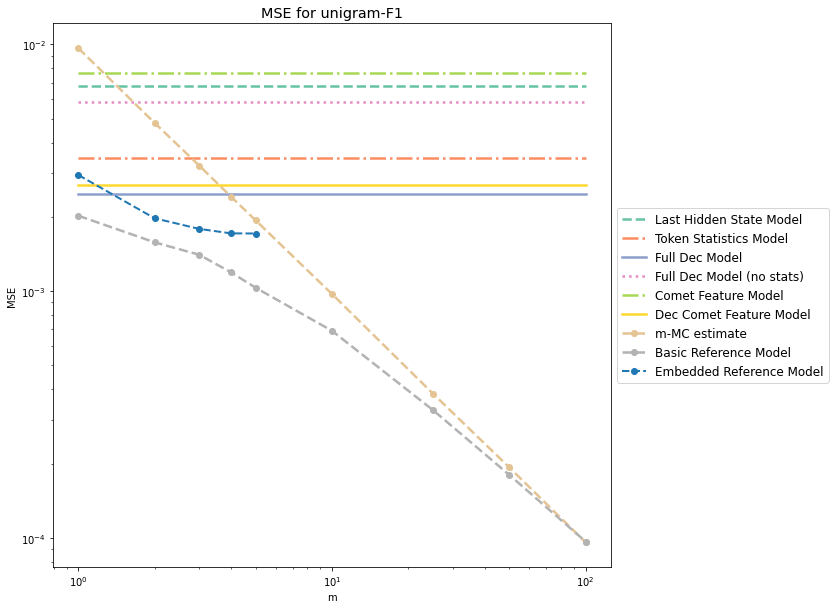 MSE for unigram-F1
10⁻²
10⁻³
10⁻⁴
MSE
10⁰
10¹
10²
m
Last Hidden State Model
Token Statistics Model
Full Dec Model
Full Dec Model (no stats)
Comet Feature Model
Dec Comet Feature Model
m-MC estimate
Basic Reference Model
Embedded Reference Model